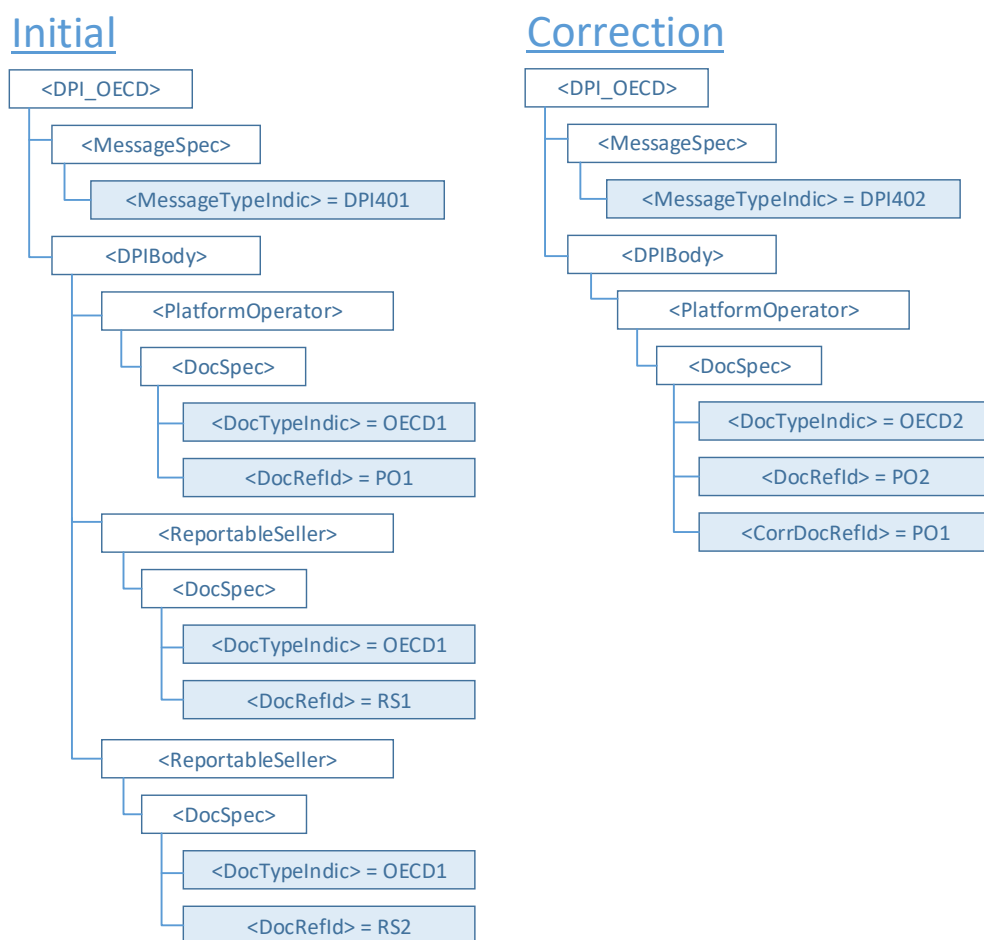 Initial
<DPI_OECD>
<MessageSpec>
<MessageTypeIndic> = DPI401
<DPIBody>
<PlatformOperator>
<DocSpec>
<DocTypeIndic> = OECD1
<DocRefId> = PO1
<ReportableSeller>
<DocSpec>
<DocTypeIndic> = OECD1
<DocRefId> = RS1
<ReportableSeller>
<DocSpec>
<DocTypeIndic> = OECD1
<DocRefId> = RS2
Correction
<DPI_OECD>
<MessageSpec>
<MessageTypeIndic> = DPI402
<DPIBody>
<PlatformOperator>
<DocSpec>
<DocTypeIndic> = OECD2
<DocRefId> = PO2
<CorrDocRefId> = PO1